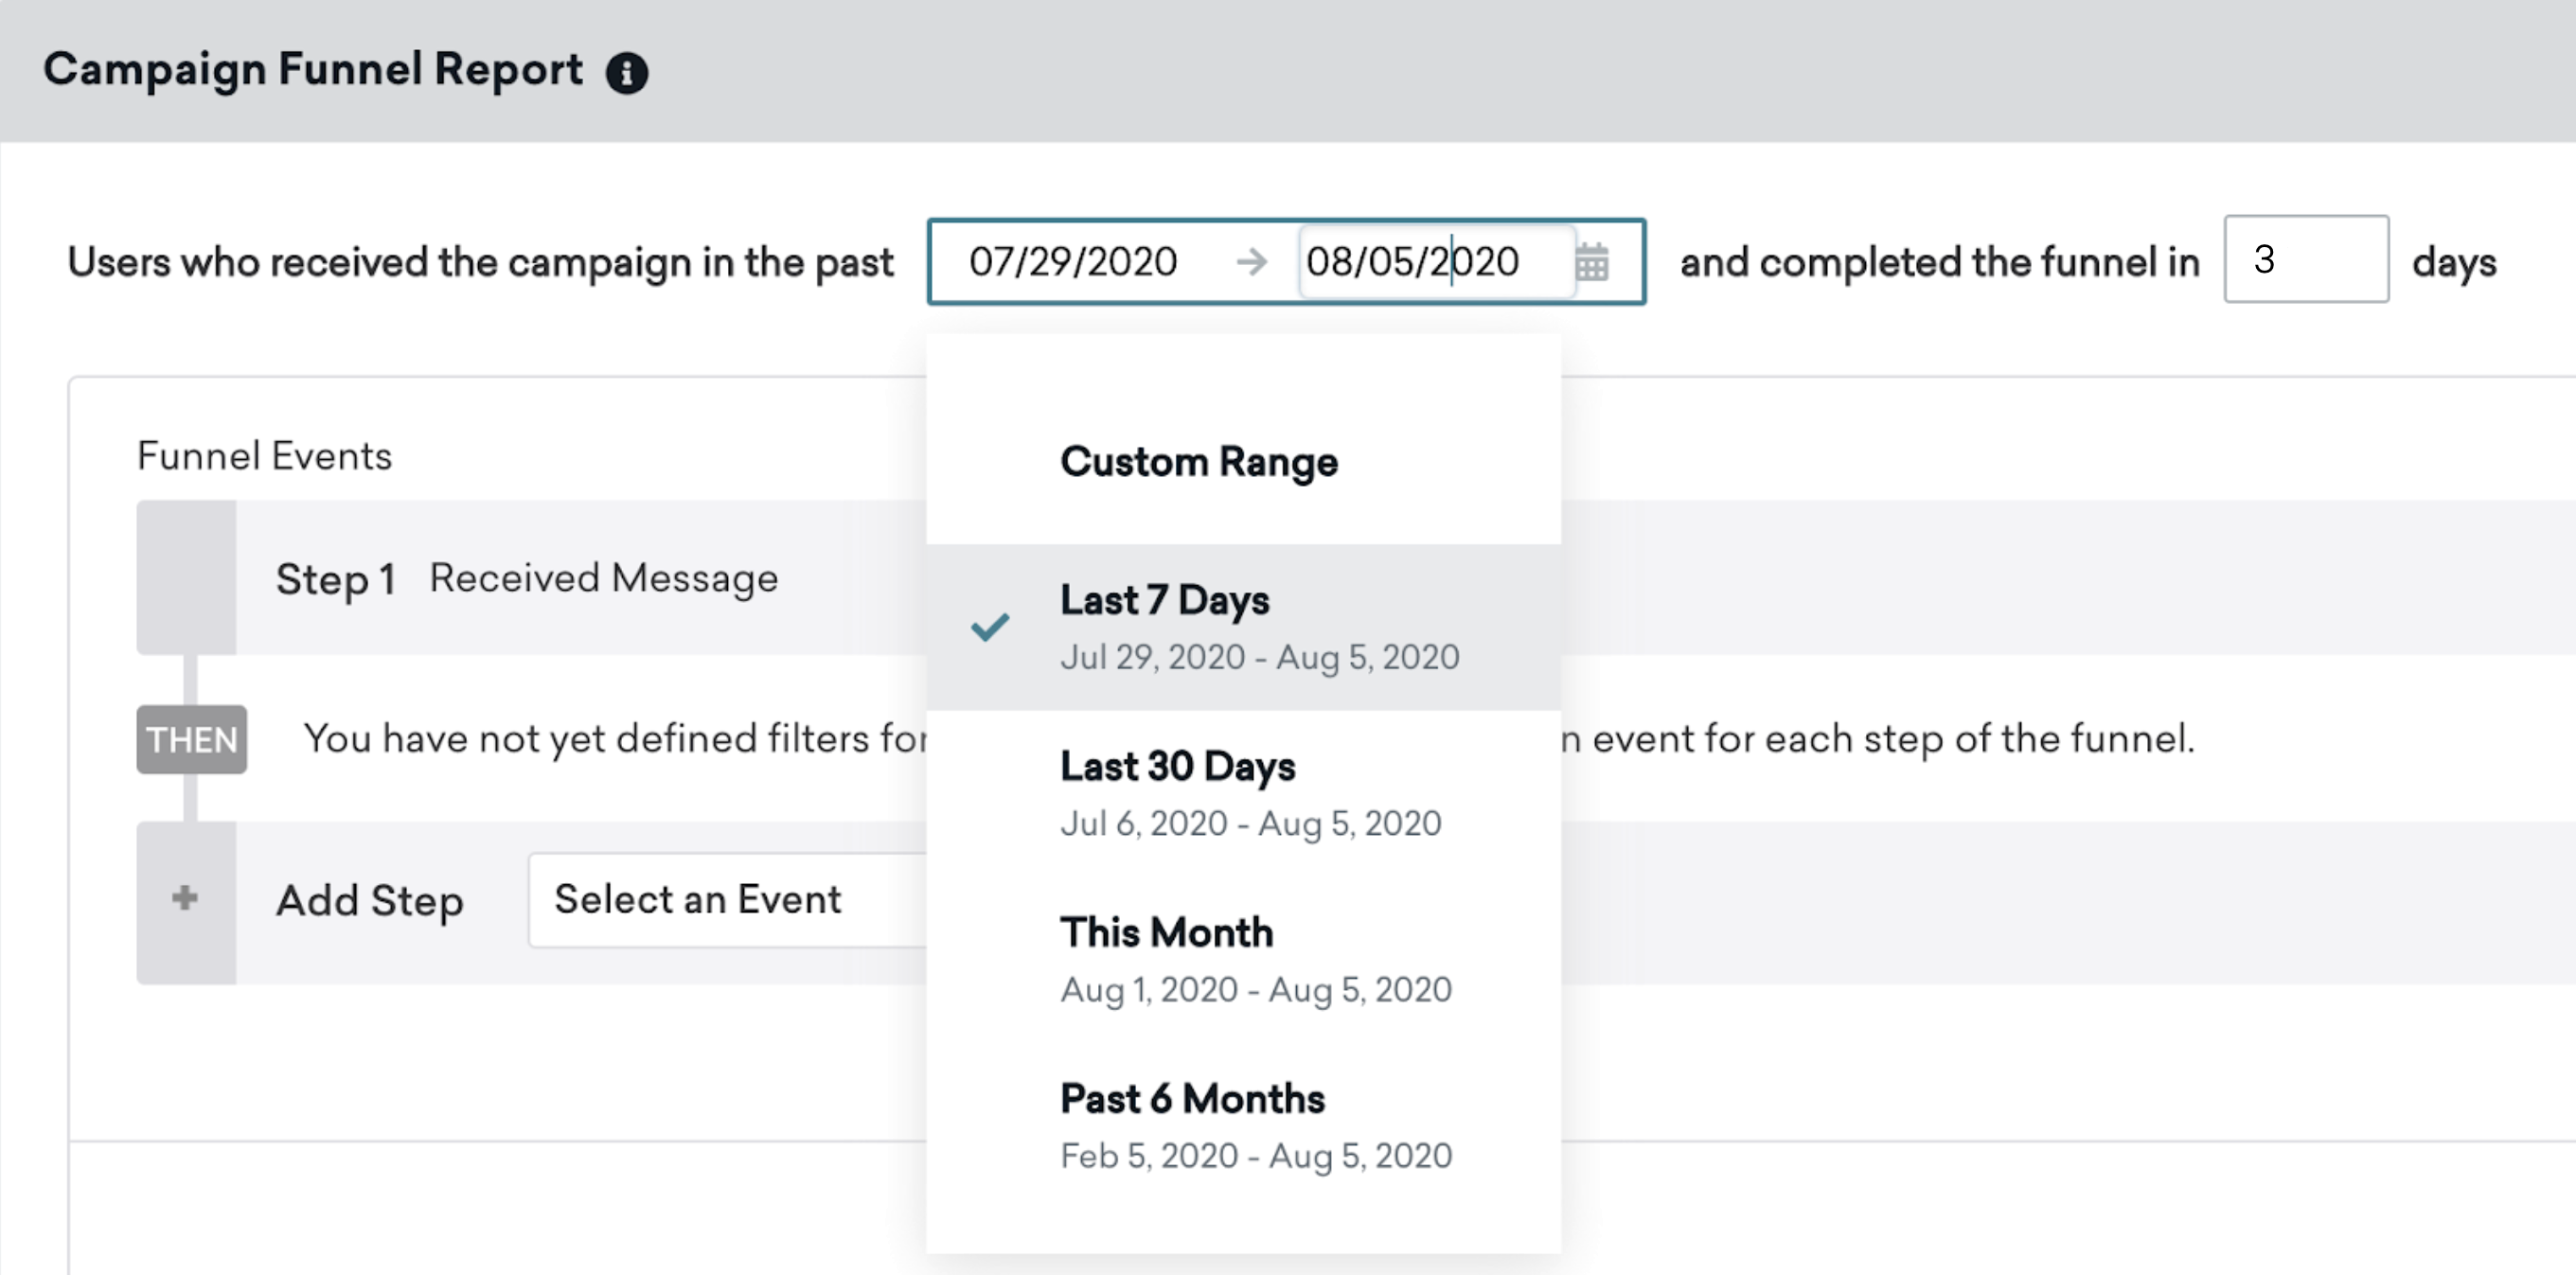 Campaign Funnel Report
Users who received the campaign in the past 07/29/2020 → 08/05/2020 and completed the funnel in 3 days
Custom Range
Funnel Events
Last 7 Days
Step 1 Received Message
Jul 29, 2020 - Aug 5, 2020
THEN You have not yet defined filters for event for each step of the funnel.
Last 30 Days
Jul 6, 2020 - Aug 5, 2020
Add Step Select an Event
This Month
Aug 1, 2020 - Aug 5, 2020
Past 6 Months
Feb 5, 2020 - Aug 5, 2020